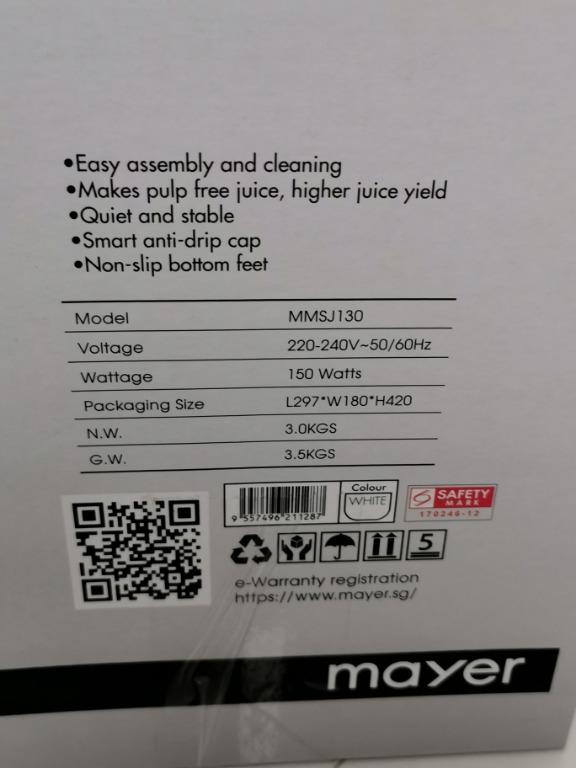 •Easy assembly and cleaning
•Makes pulp free juice, higher juice yield
•Quiet and stable
•Smart anti-drip cap
•Non-slip bottom feet
Model MMSJ130
Voltage 220-240V~50/60Hz
Wattage 150 Watts
Packaging Size L297*W180*H420
N.W. 3.0KGS
G.W. 3.5KGS
9 557496 211287
Colour
WHITE
SAFETY
MARK
170246-12
5
e-Warranty registration
https://www.mayer.sg/
mayer